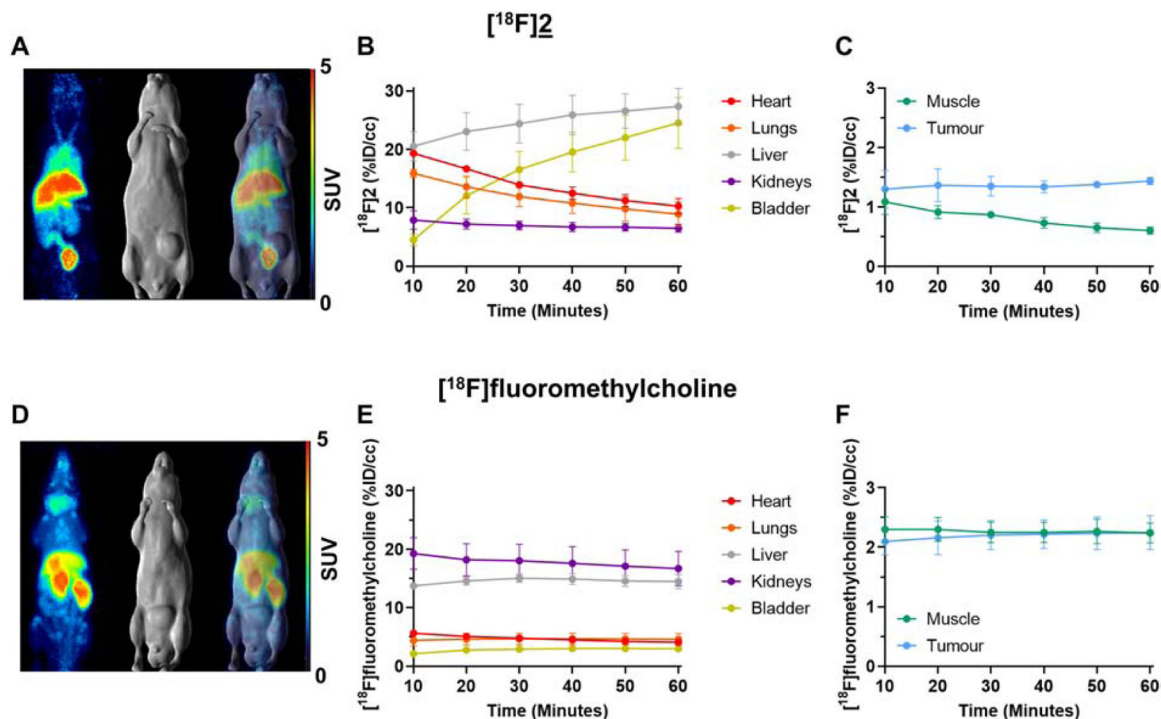 [¹⁸F]2
A
B
C
5
SUV
0
[¹⁸F]2 (%ID/cc)
30
20
10
0
10 20 30 40 50 60
Time (Minutes)
Heart
Lungs
Liver
Kidneys
Bladder
[¹⁸F]2 (%ID/cc)
3
2
1
0
10 20 30 40 50 60
Time (Minutes)
Muscle
Tumour
[¹⁸F]fluoromethylcholine
D
E
F
5
SUV
0
[¹⁸F]fluoromethylcholine (%ID/cc)
30
20
10
0
10 20 30 40 50 60
Time (Minutes)
Heart
Lungs
Liver
Kidneys
Bladder
[¹⁸F]fluoromethylcholine (%ID/cc)
3
2
1
0
10 20 30 40 50 60
Time (Minutes)
Muscle
Tumour